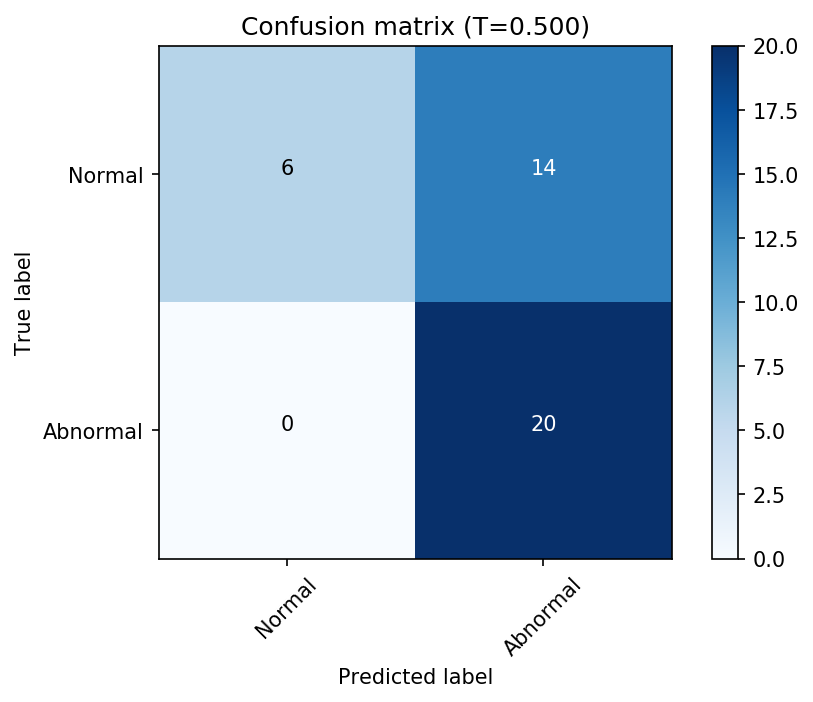 Confusion matrix (T=0.500)
True label
Normal
6
14
Abnormal
0
20
Normal
Abnormal
Predicted label
20.0
17.5
15.0
12.5
10.0
7.5
5.0
2.5
0.0